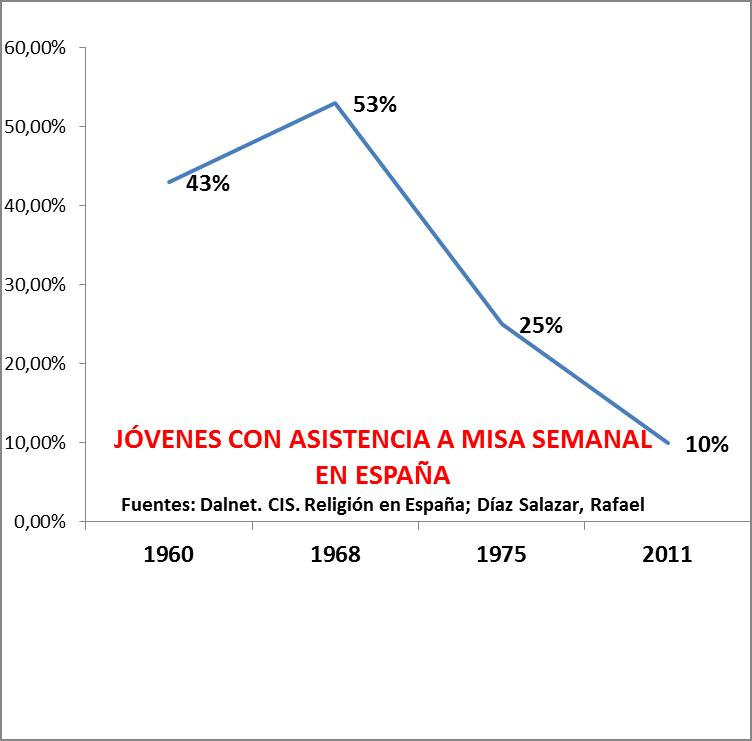 60,00%
50,00%
40,00%
30,00%
20,00%
10,00%
0,00%
53%
43%
25%
10%
JÓVENES CON ASISTENCIA A MISA SEMANAL
EN ESPAÑA
Fuentes: Dalnet. CIS. Religión en España; Díaz Salazar, Rafael
1960 1968 1975 2011